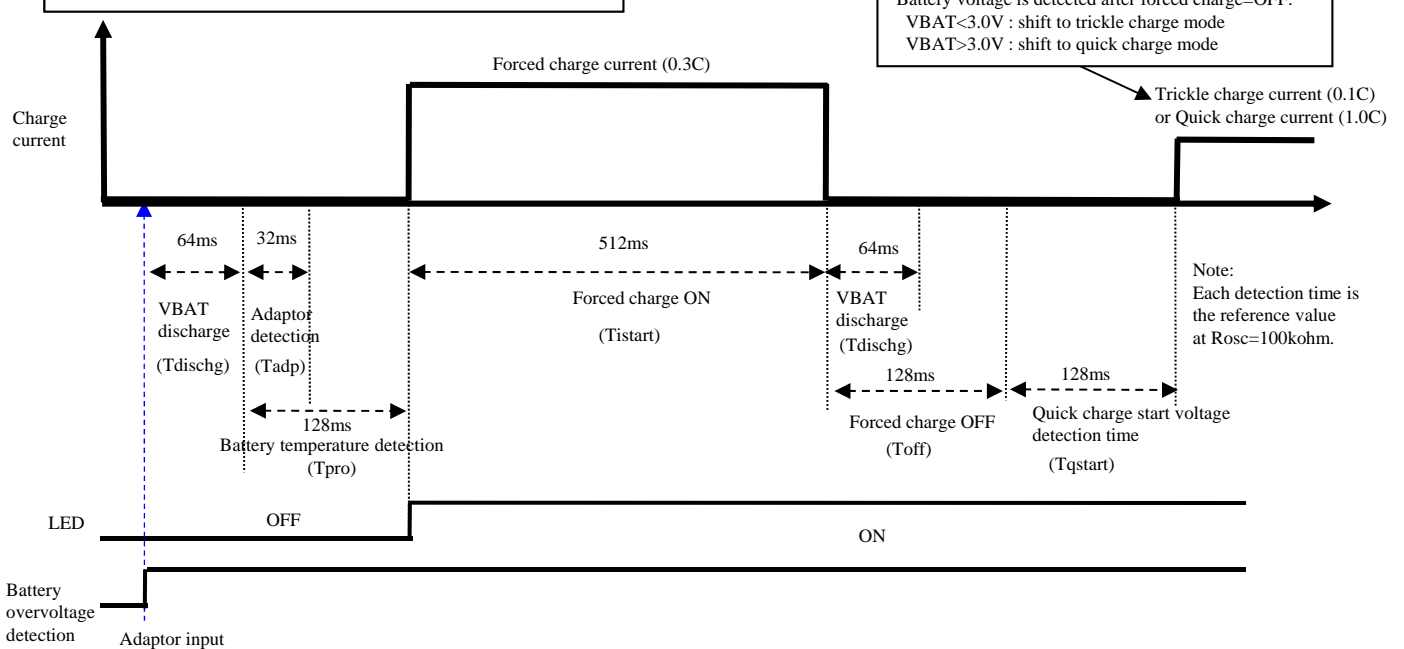 Battery voltage is detected after forced charge=OFF.
VBAT<3.0V : shift to trickle charge mode
VBAT>3.0V : shift to quick charge mode
Forced charge current (0.3C)
Trickle charge current (0.1C)
or Quick charge current (1.0C)
Charge
current
64ms
32ms
512ms
64ms
VBAT
discharge
(Tdischg)
Adaptor
detection
(Tadp)
Forced charge ON
(Tistart)
VBAT
discharge
(Tdischg)
Note:
Each detection time is
the reference value
at Rosc=100kohm.
128ms
128ms
128ms
Battery temperature detection
(Tpro)
Forced charge OFF
(Toff)
Quick charge start voltage
detection time
(Tqstart)
LED
OFF
ON
Battery
overvoltage
detection
Adaptor input